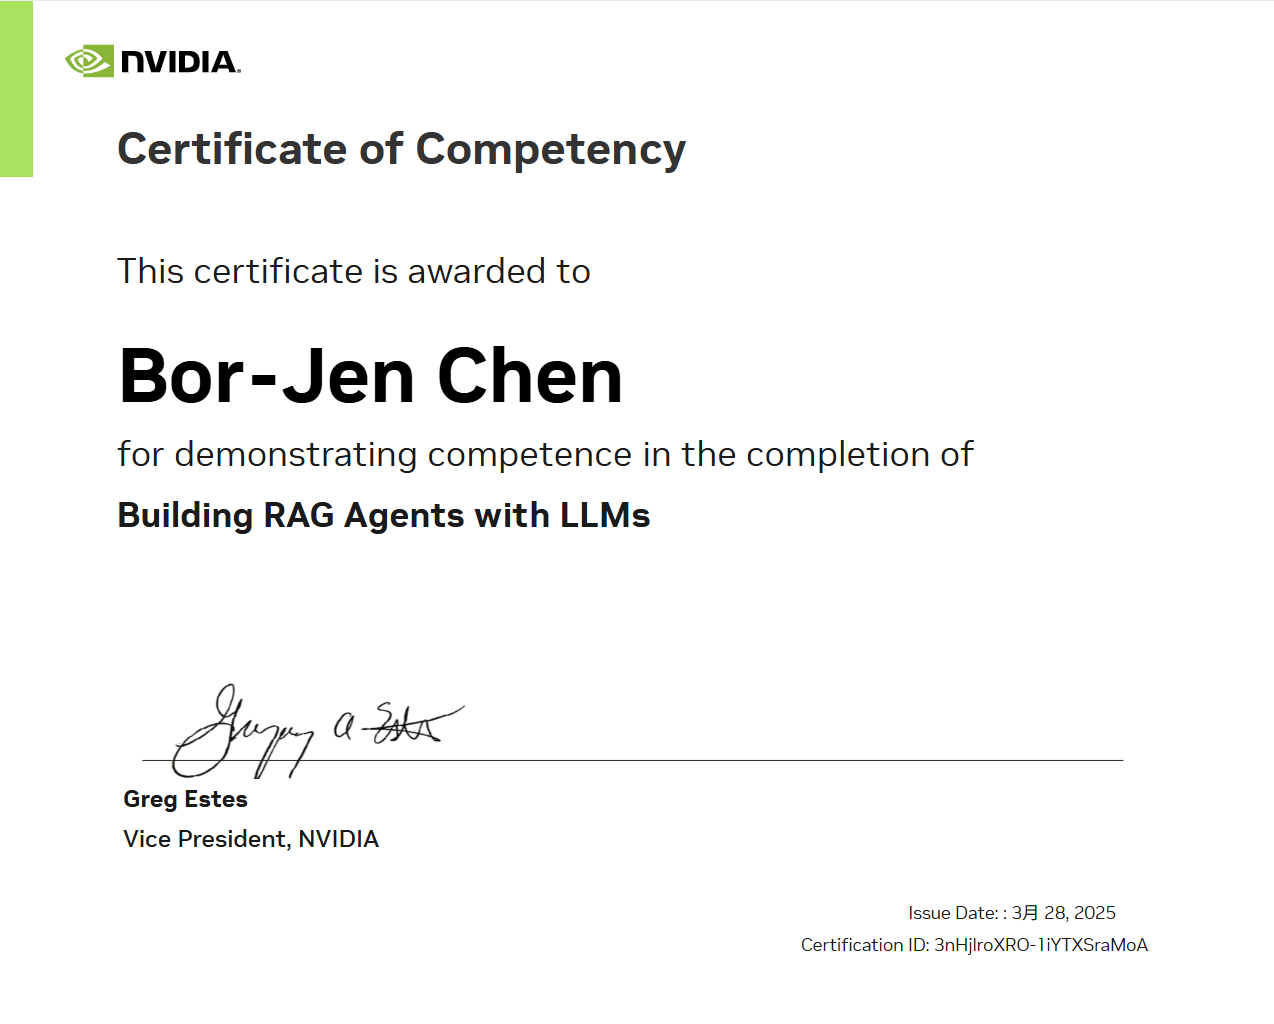 NVIDIA.
Certificate of Competency
This certificate is awarded to
Bor-Jen Chen
for demonstrating competence in the completion of
Building RAG Agents with LLMs
Gregory A Estes
Greg Estes
Vice President, NVIDIA
Issue Date: : 3月 28, 2025
Certification ID: 3nHjlroXRO-1iYTXSraMoA